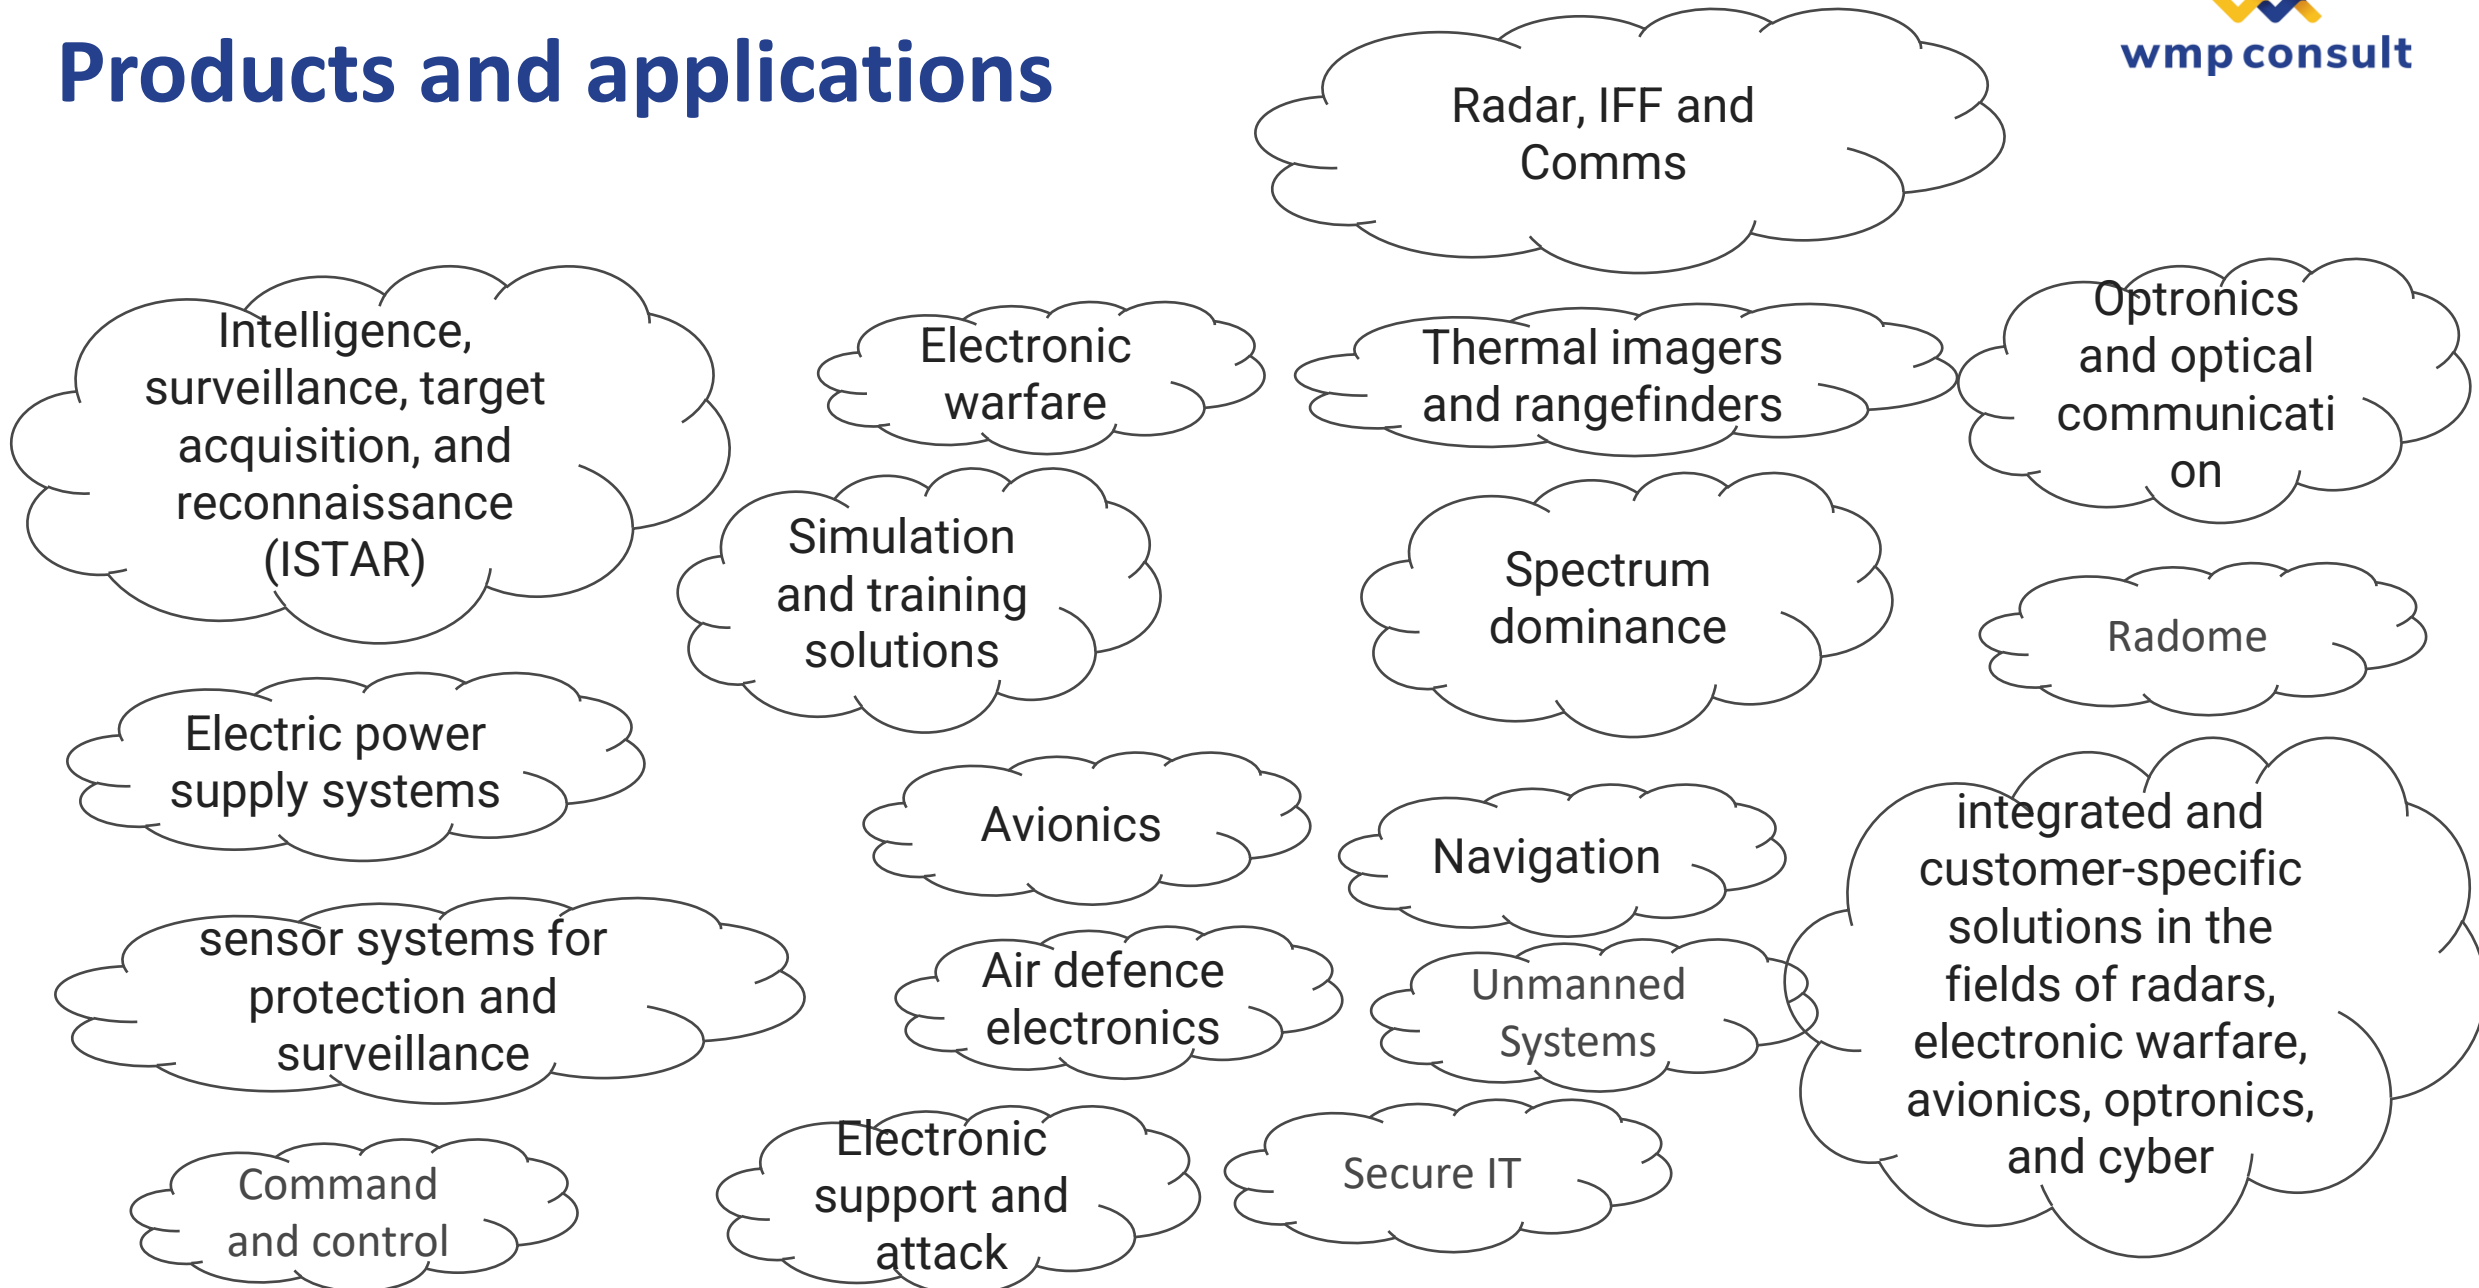 Products and applications
wmp consult
Radar, IFF and
Comms
Intelligence,
surveillance, target
acquisition, and
reconnaissance
(ISTAR)
Electronic
warfare
Thermal imagers
and rangefinders
Optronics
and optical
communicati
on
Simulation
and training
solutions
Spectrum
dominance
Radome
Electric power
supply systems
Avionics
Navigation
integrated and
customer-specific
solutions in the
fields of radars,
electronic warfare,
avionics, optronics,
and cyber
sensor systems for
protection and
surveillance
Air defence
electronics
Unmanned
Systems
Command
and control
Electronic
support and
attack
Secure IT